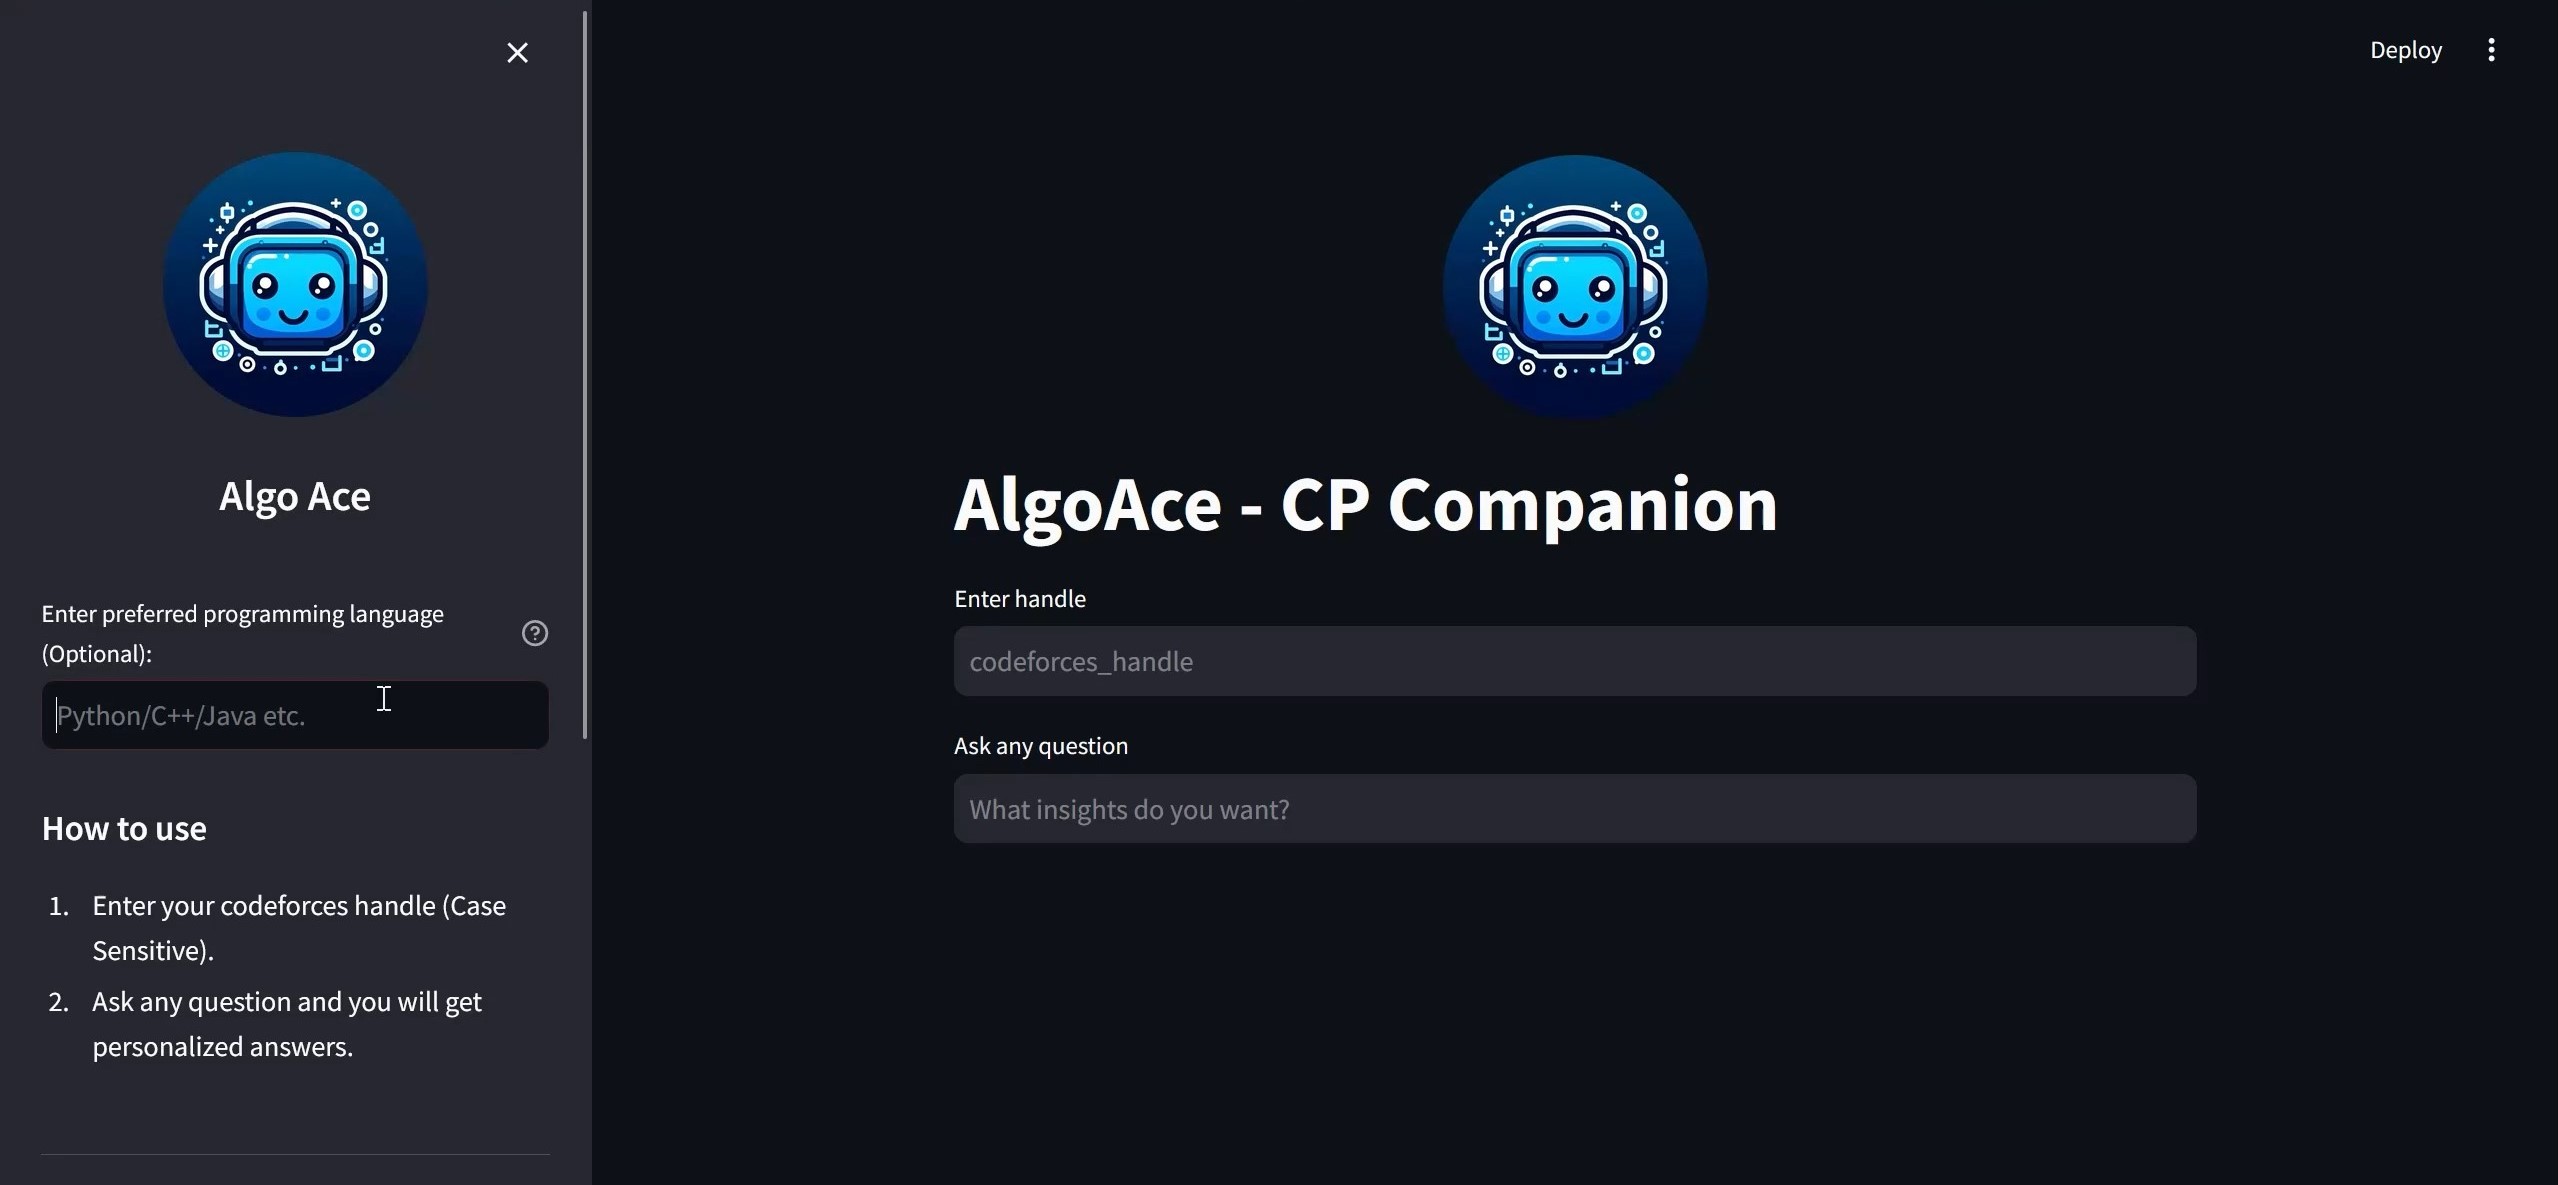 Deploy
Algo Ace
Enter preferred programming language
(Optional):
Python/C++/Java etc.
How to use
1. Enter your codeforces handle (Case
Sensitive).
2. Ask any question and you will get
personalized answers.
AlgoAce - CP Companion
Enter handle
codeforces_handle
Ask any question
What insights do you want?